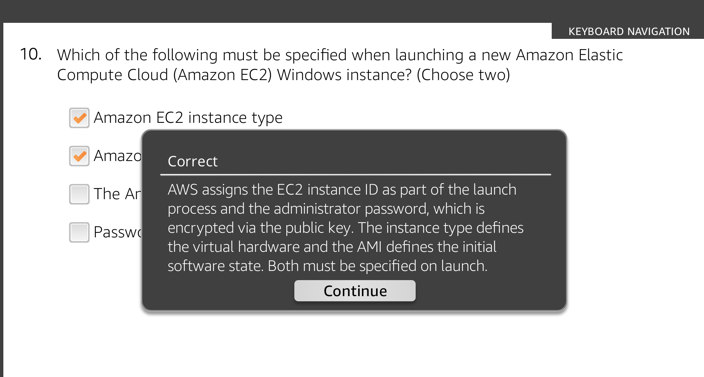 KEYBOARD NAVIGATION
10. Which of the following must be specified when launching a new Amazon Elastic
Compute Cloud (Amazon EC2) Windows instance? (Choose two)
Amazon EC2 instance type
Amazo
The Ar
Passwo
Correct
AWS assigns the EC2 instance ID as part of the launch
process and the administrator password, which is
encrypted via the public key. The instance type defines
the virtual hardware and the AMI defines the initial
software state. Both must be specified on launch.
Continue